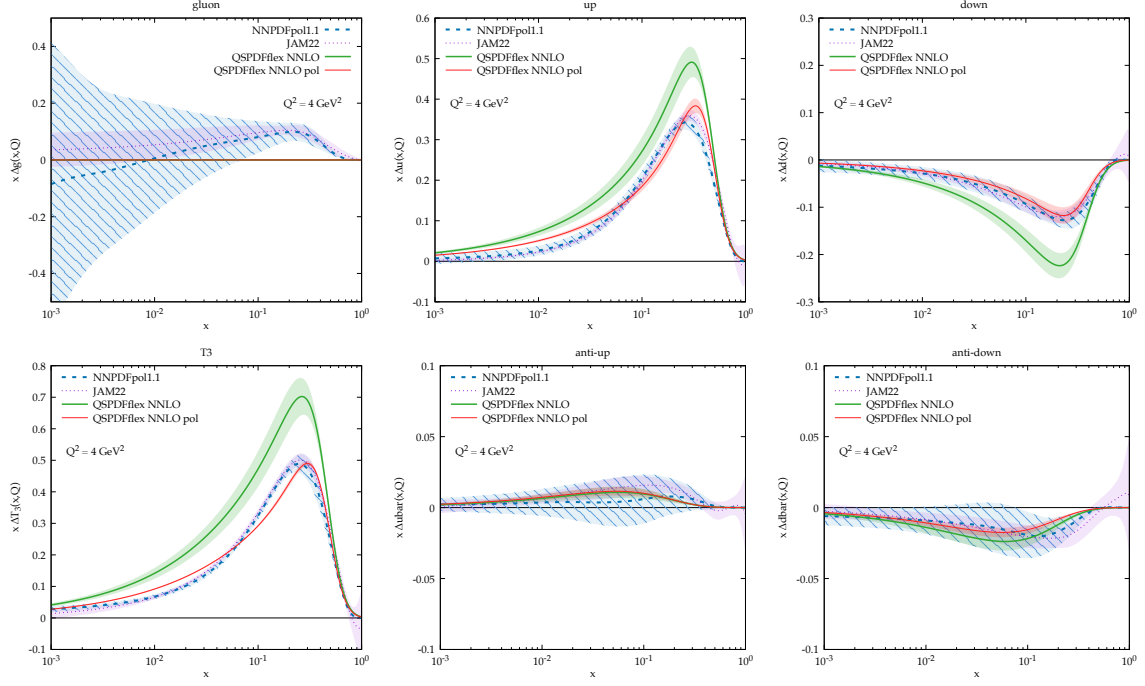 gluon
x Δg(x,Q)
0.4
0.2
0
-0.2
-0.4
NNPDFpol1.1
JAM22
QSPDFflex NNLO
QSPDFflex NNLO pol
Q² = 4 GeV²
10⁻³ 10⁻² 10⁻¹ 10⁰
x
up
x Δu(x,Q)
0.6
0.5
0.4
0.3
0.2
0.1
0
-0.1
NNPDFpol1.1
JAM22
QSPDFflex NNLO
QSPDFflex NNLO pol
Q² = 4 GeV²
10⁻³ 10⁻² 10⁻¹ 10⁰
x
down
x Δd(x,Q)
0.3
0.2
0.1
0
-0.1
-0.2
-0.3
NNPDFpol1.1
JAM22
QSPDFflex NNLO
QSPDFflex NNLO pol
Q² = 4 GeV²
10⁻³ 10⁻² 10⁻¹ 10⁰
x
T3
x ΔT₃(x,Q)
0.8
0.7
0.6
0.5
0.4
0.3
0.2
0.1
0
-0.1
NNPDFpol1.1
JAM22
QSPDFflex NNLO
QSPDFflex NNLO pol
Q² = 4 GeV²
10⁻³ 10⁻² 10⁻¹ 10⁰
x
anti-up
x Δubar(x,Q)
0.1
0.05
0
-0.05
-0.1
NNPDFpol1.1
JAM22
QSPDFflex NNLO
QSPDFflex NNLO pol
Q² = 4 GeV²
10⁻³ 10⁻² 10⁻¹ 10⁰
x
anti-down
x Δdbar(x,Q)
0.1
0.05
0
-0.05
-0.1
NNPDFpol1.1
JAM22
QSPDFflex NNLO
QSPDFflex NNLO pol
Q² = 4 GeV²
10⁻³ 10⁻² 10⁻¹ 10⁰
x